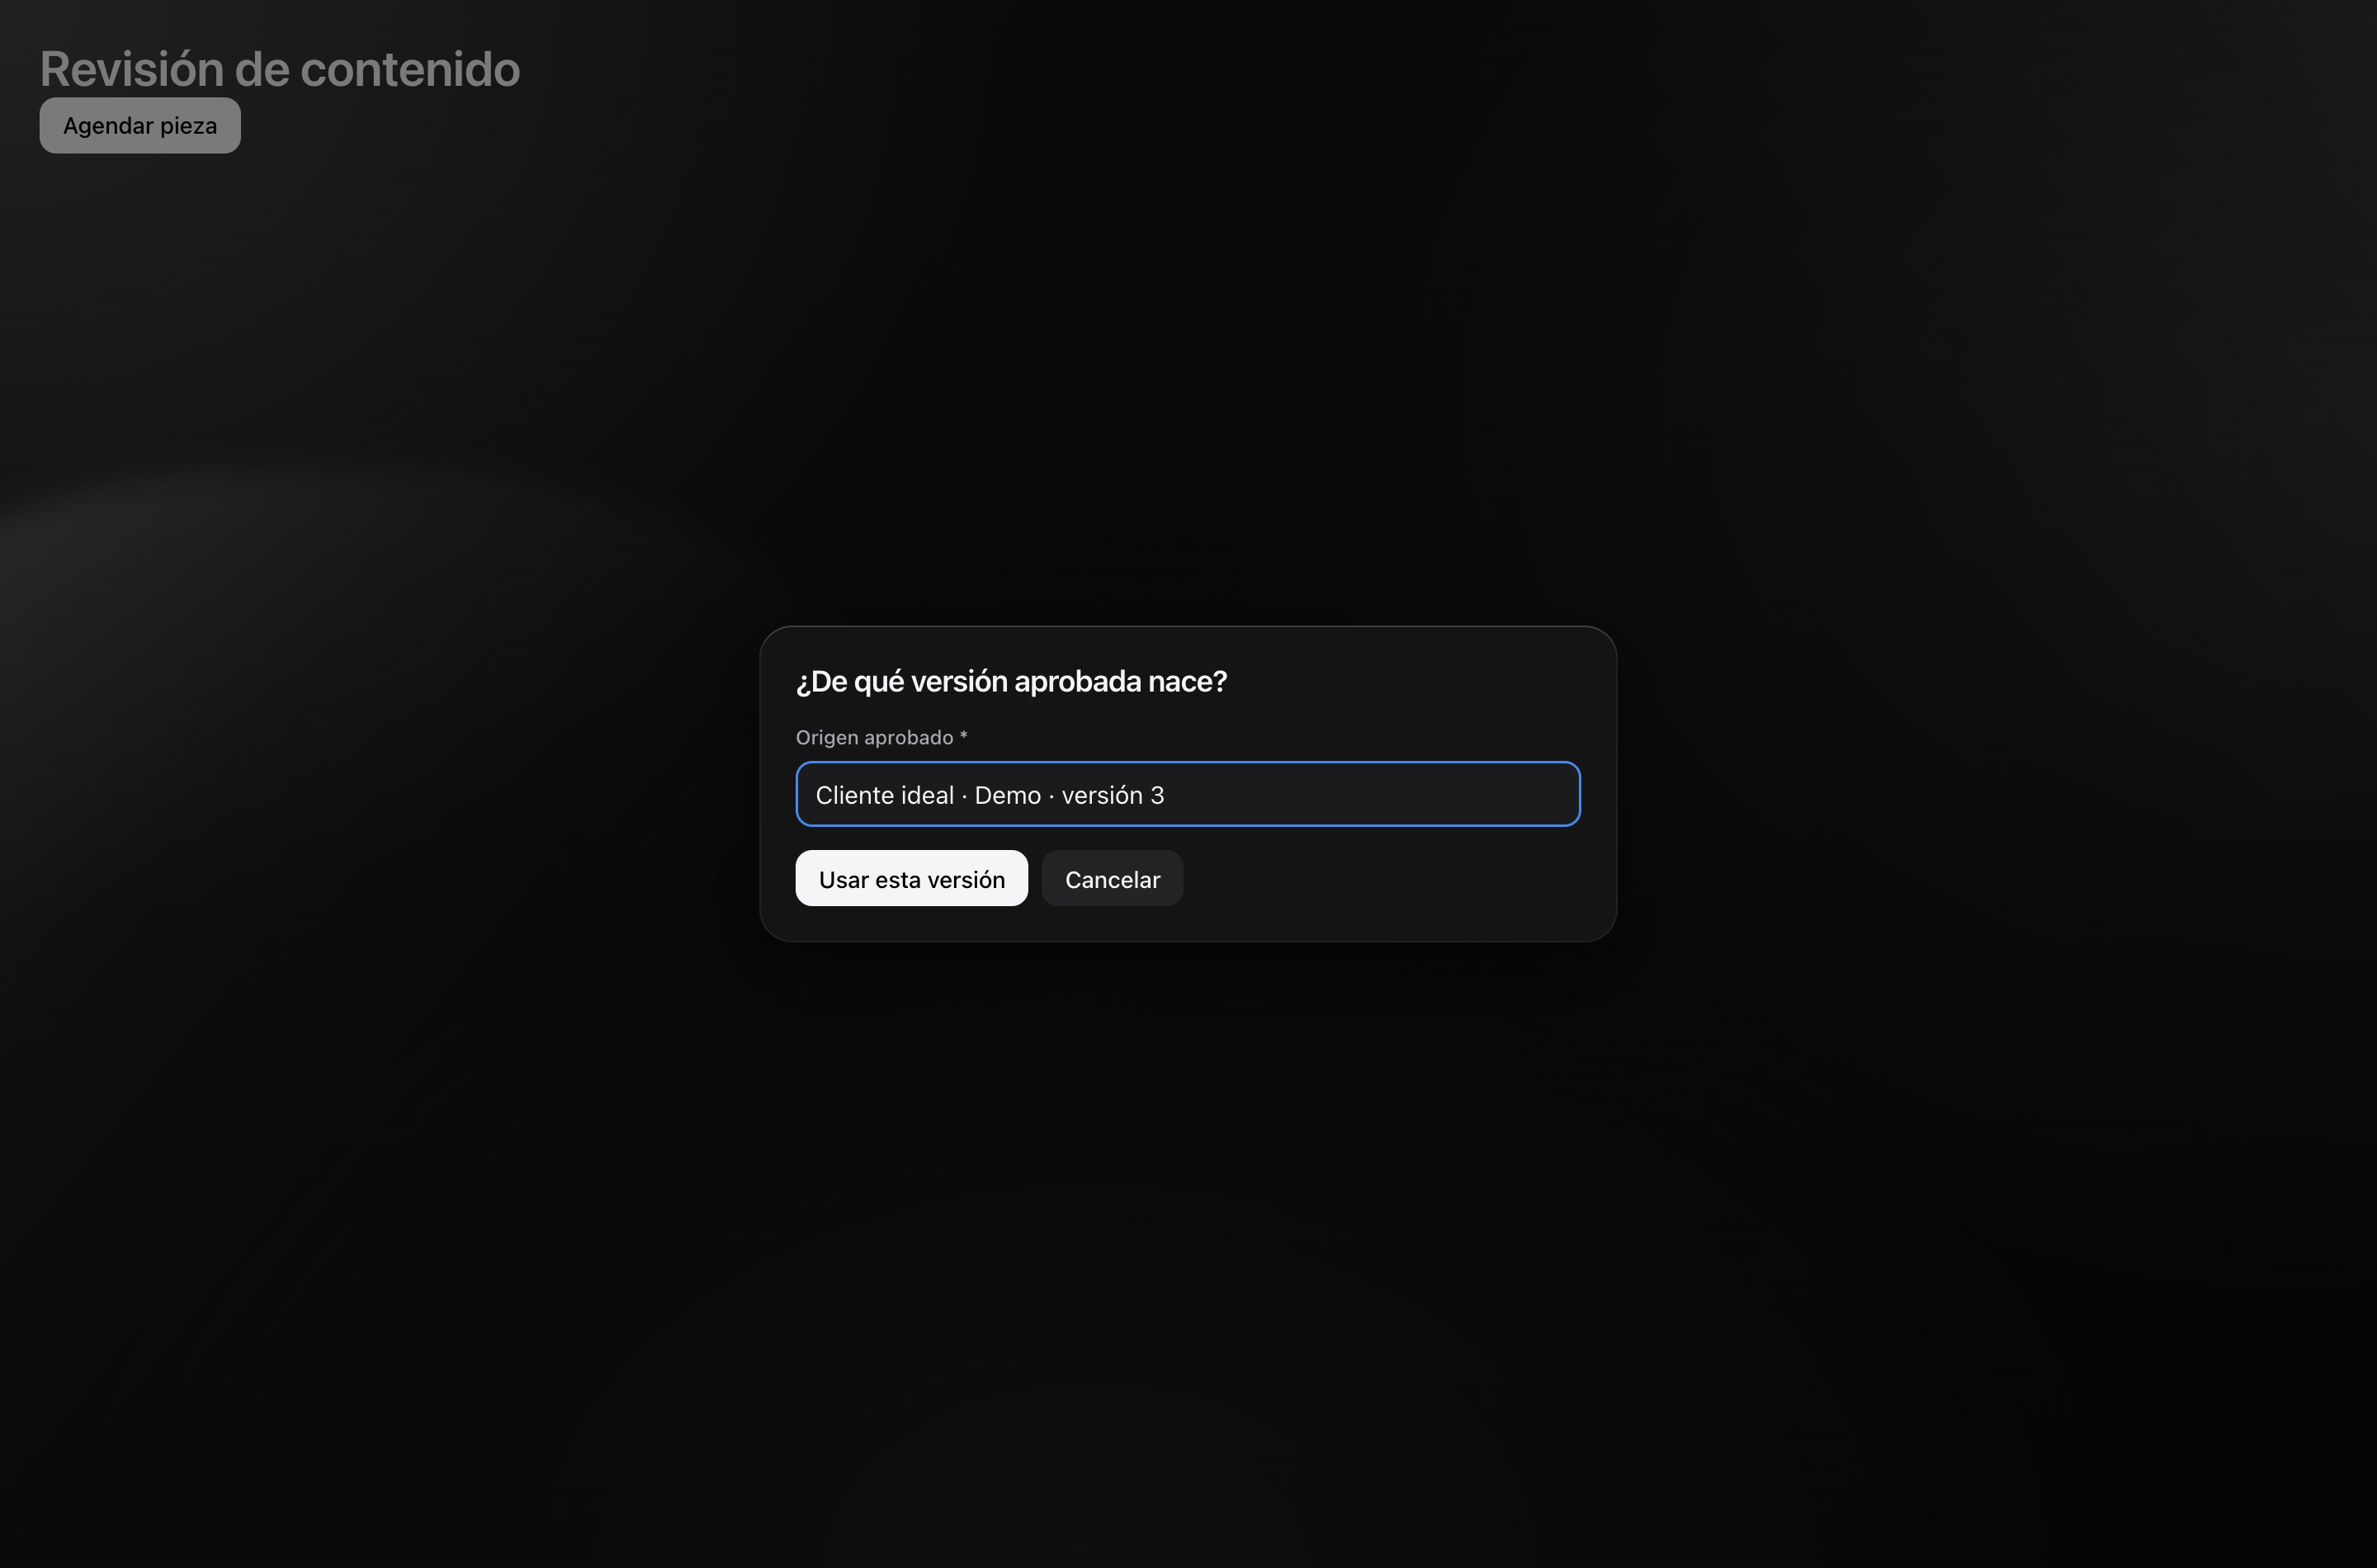 Revisión de contenido
Agendar pieza
¿De qué versión aprobada nace?
Origen aprobado *
Cliente ideal · Demo · versión 3
Usar esta versión
Cancelar